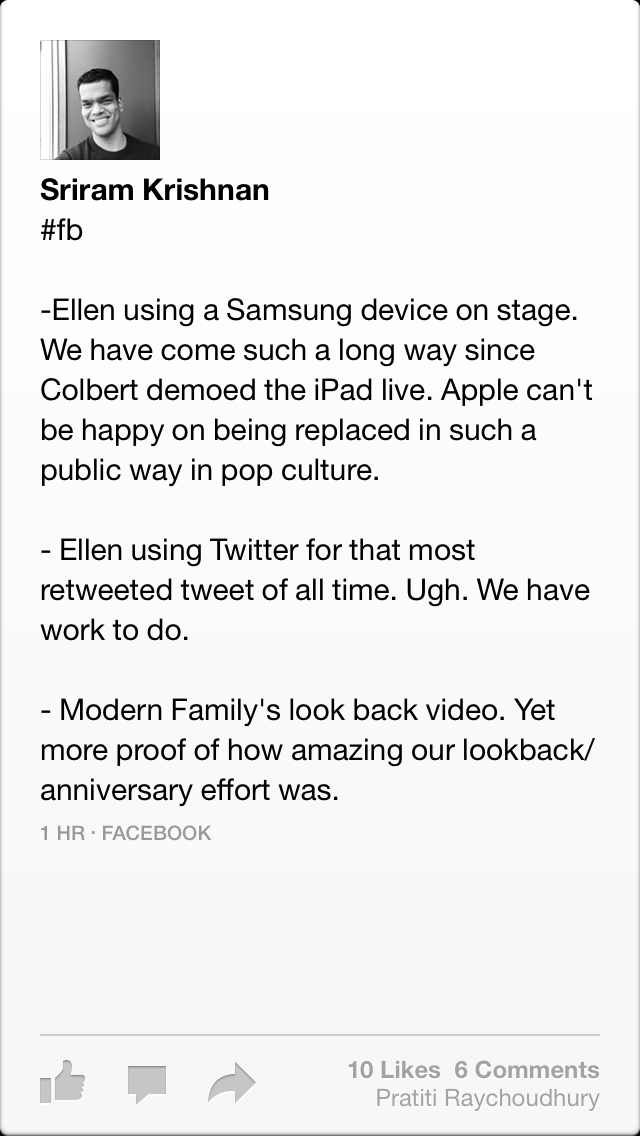 Sriram Krishnan
#fb
-Ellen using a Samsung device on stage.
We have come such a long way since
Colbert demoed the iPad live. Apple can't
be happy on being replaced in such a
public way in pop culture.
- Ellen using Twitter for that most
retweeted tweet of all time. Ugh. We have
work to do.
- Modern Family's look back video. Yet
more proof of how amazing our lookback/
anniversary effort was.
1 HR · FACEBOOK
10 Likes 6 Comments
Pratiti Raychoudhury